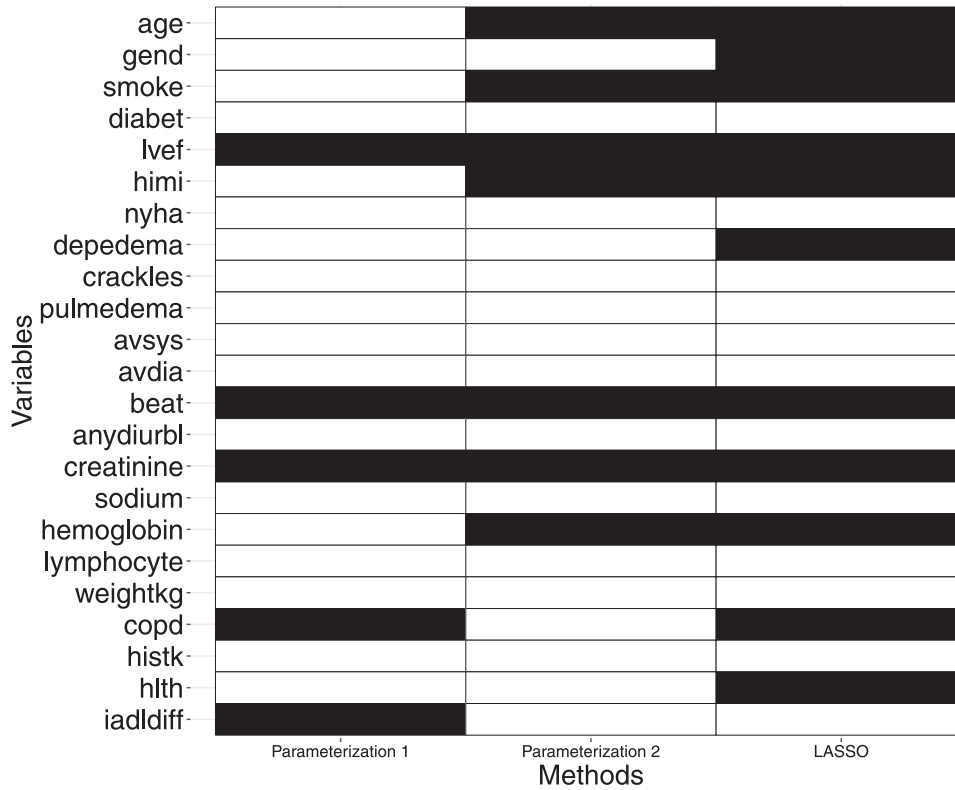 age
gend
smoke
diabet
lvef
himi
nyha
depedema
crackles
pulmedema
avsys
avdia
beat
anydiurbl
creatinine
sodium
hemoglobin
lymphocyte
weightkg
copd
histk
hlth
iadldiff
Variables
Parameterization 1 Parameterization 2 LASSO
Methods